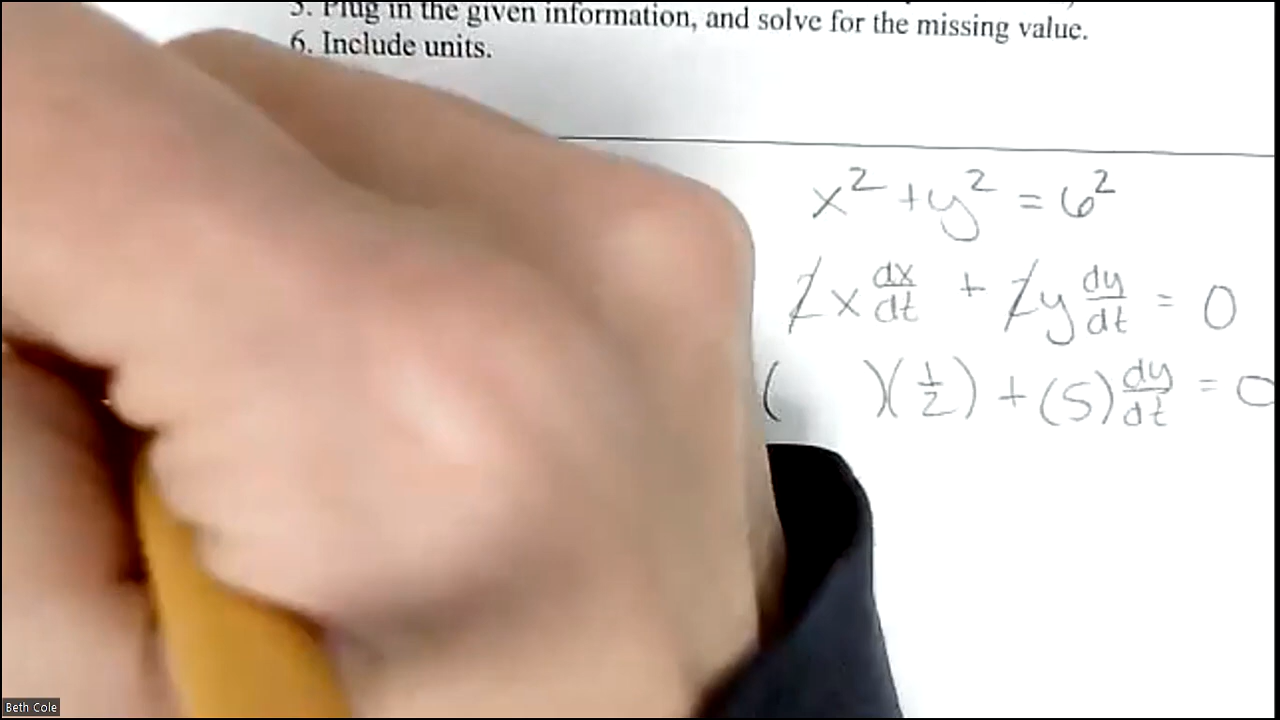 5. Plug in the given information, and solve for the missing value.
6. Include units.
x² + y² = 6²
2x dx/dt + 2y dy/dt = 0
( )(1/2) + (5) dy/dt = 0
Beth Cole